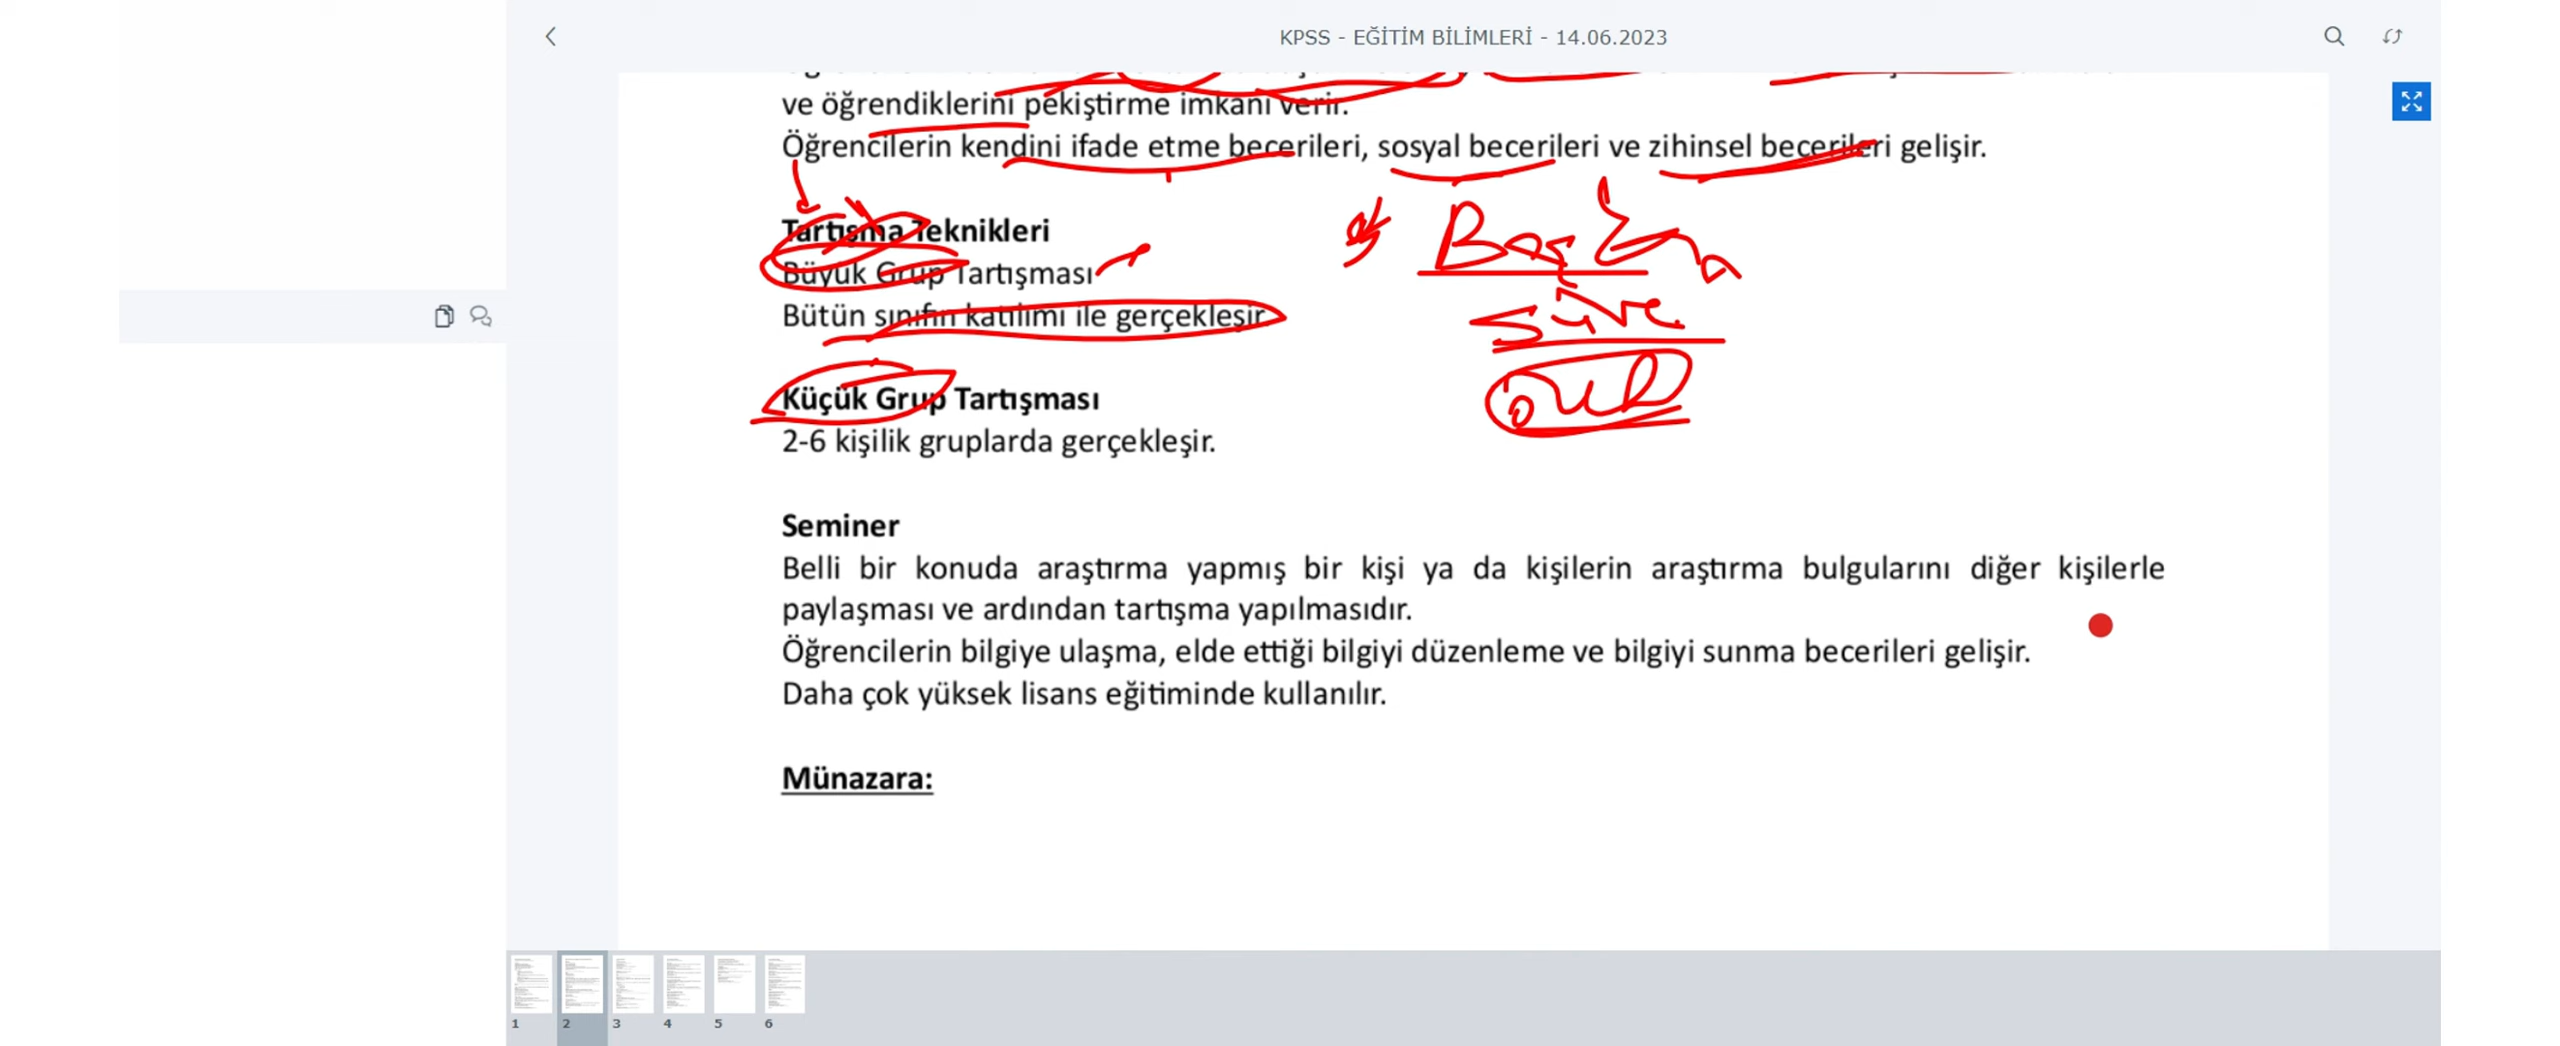 KPSS - EĞİTİM BİLİMLERİ - 14.06.2023
ve öğrendiklerini pekiştirme imkanı verir.
Öğrencilerin kendini ifade etme becerileri, sosyal becerileri ve zihinsel becerileri gelişir.
Tartışma Teknikleri
Büyük Grup Tartışması
Bütün sınıfın katılımı ile gerçekleşir.
Süre
Küçük Grup Tartışması
2-6 kişilik gruplarda gerçekleşir.
Seminer
Belli bir konuda araştırma yapmış bir kişi ya da kişilerin araştırma bulgularını diğer kişilerle
paylaşması ve ardından tartışma yapılmasıdır.
Öğrencilerin bilgiye ulaşma, elde ettiği bilgiyi düzenleme ve bilgiyi sunma becerileri gelişir.
Daha çok yüksek lisans eğitiminde kullanılır.
Münazara:
1 2 3 4 5 6